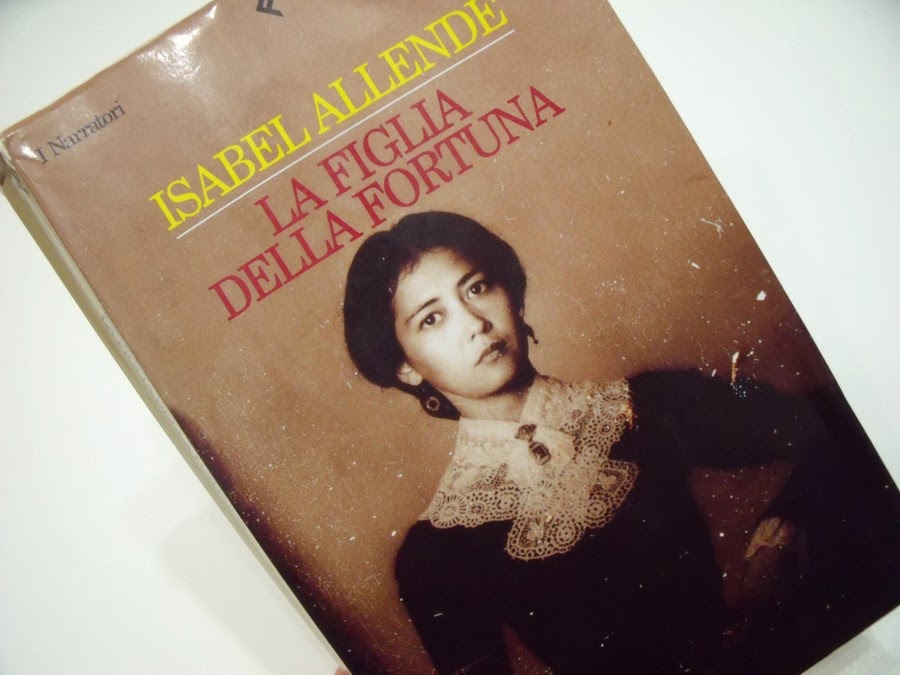 I Narratori
ISABEL ALLENDE
LA FIGLIA
DELLA FORTUNA